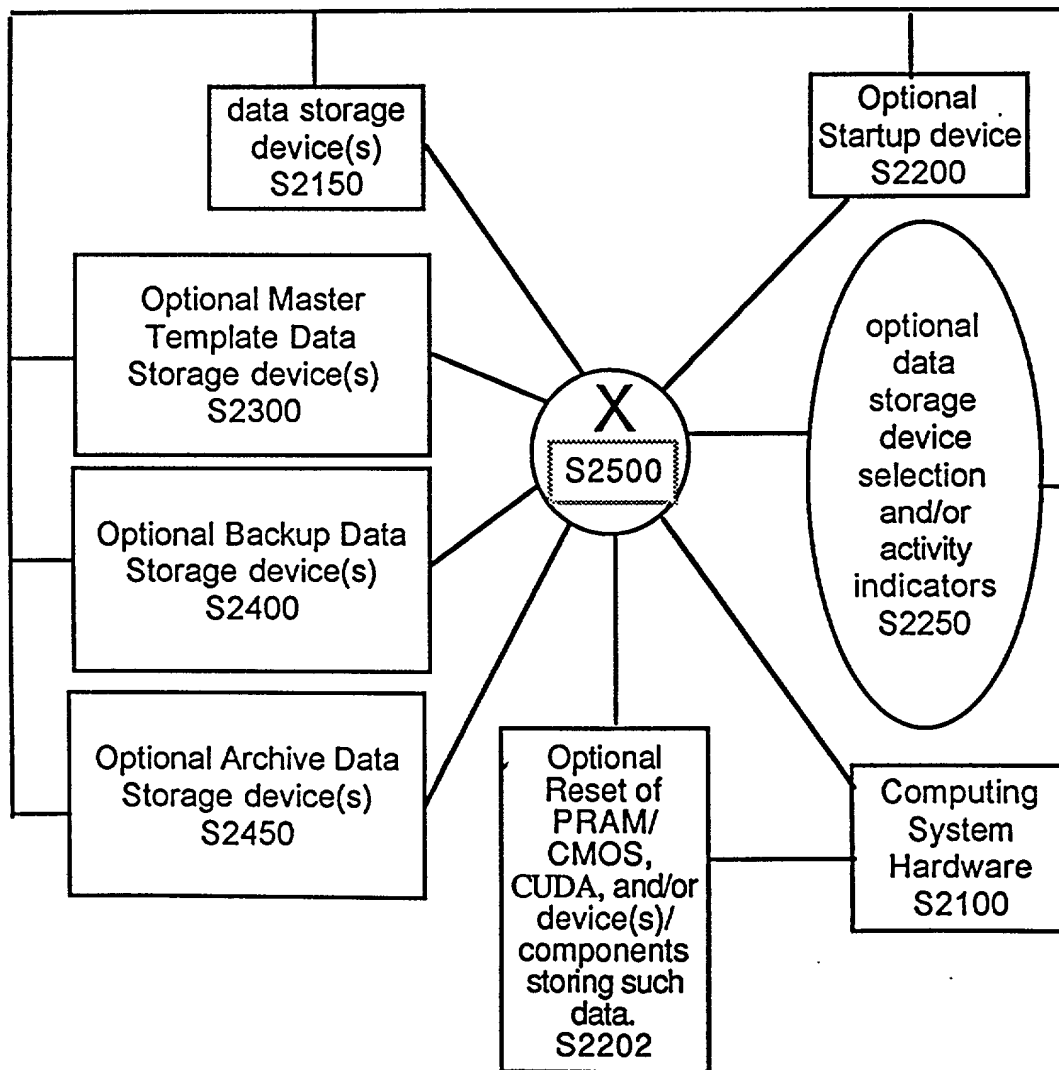 data storage
device(s)
S2150
Optional
Startup device
S2200
Optional Master
Template Data
Storage device(s)
S2300
X
S2500
optional
data
storage
device
selection
and/or
activity
indicators
S2250
Optional Backup Data
Storage device(s)
S2400
Optional Archive Data
Storage device(s)
S2450
Optional
Reset of
PRAM/
CMOS,
CUDA, and/or
device(s)/
components
storing such
data.
S2202
Computing
System
Hardware
S2100